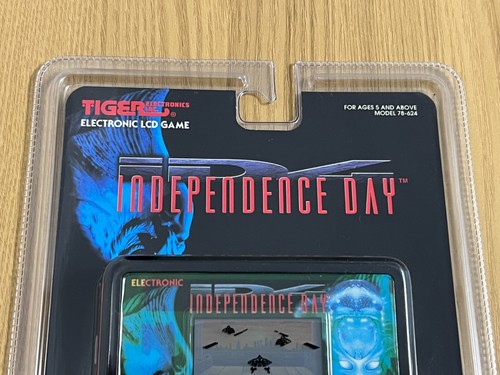 TIGER ELECTRONICS INC. ®
ELECTRONIC LCD GAME
FOR AGES 5 AND ABOVE
MODEL 78-624
ID4
INDEPENDENCE DAY™
ELECTRONIC
INDEPENDENCE DAY